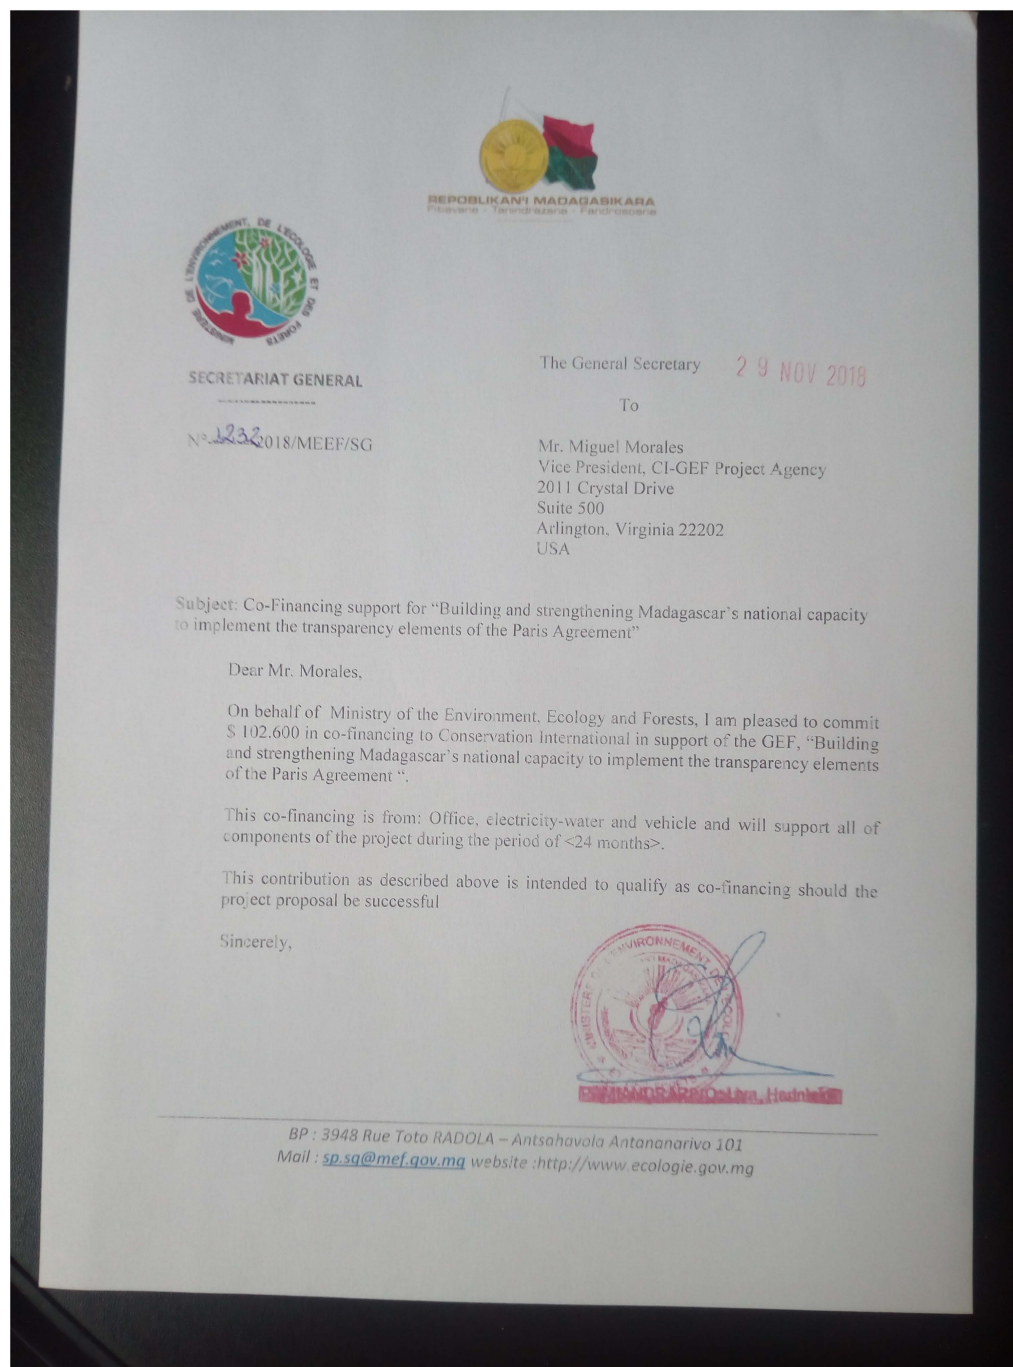 REPOBLIKAN'I MADAGASIKARA
Fitiavana - Tanindrazana - Fandrosoana
MINISTERE DE L'ENVIRONNEMENT, DE L'ECOLOGIE ET DES FORETS
SECRETARIAT GENERAL
N° 1232 2018/MEEF/SG
The General Secretary 29 NOV 2018
To
Mr. Miguel Morales
Vice President, CI-GEF Project Agency
2011 Crystal Drive
Suite 500
Arlington, Virginia 22202
USA
Subject: Co-Financing support for “Building and strengthening Madagascar's national capacity
to implement the transparency elements of the Paris Agreement”
Dear Mr. Morales,
On behalf of Ministry of the Environment, Ecology and Forests, I am pleased to commit
$ 102.600 in co-financing to Conservation International in support of the GEF, “Building
and strengthening Madagascar's national capacity to implement the transparency elements
of the Paris Agreement “.
This co-financing is from: Office, electricity-water and vehicle and will support all of
components of the project during the period of <24 months>.
This contribution as described above is intended to qualify as co-financing should the
project proposal be successful
Sincerely,
BP : 3948 Rue Toto RADOLA – Antsahavola Antananarivo 101
Mail : sp.sg@mef.gov.mg website :http://www.ecologie.gov.mg